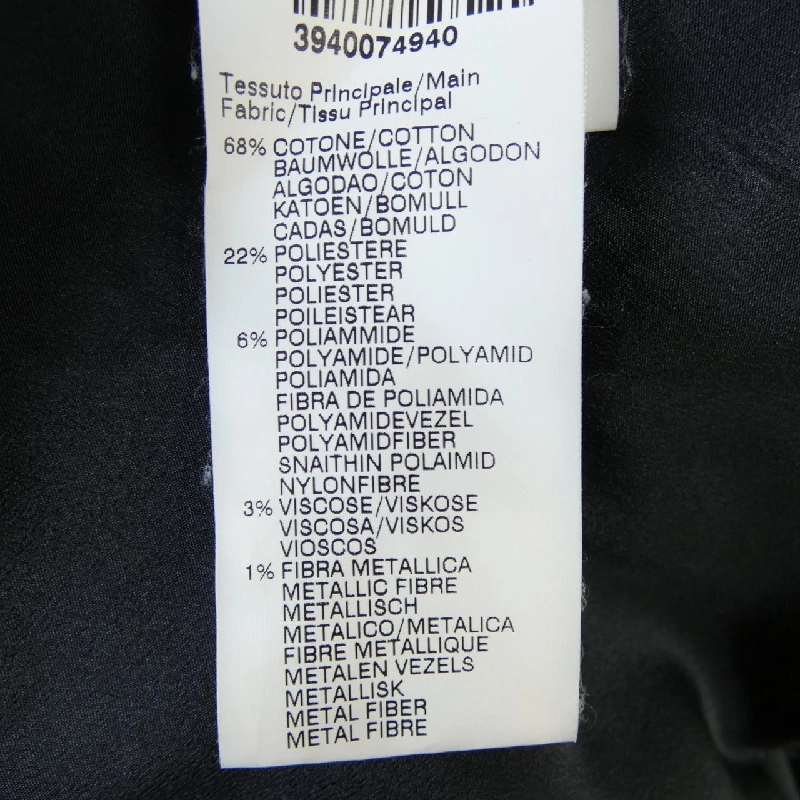 3940074940
Tessuto Principale/Main
Fabric/Tissu Principal
68% COTONE/COTTON
BAUMWOLLE/ALGODON
ALGODAO/COTON
KATOEN/BOMULL
CADAS/BOMULD
22% POLIESTERE
POLYESTER
POLIESTER
POILEISTEAR
6% POLIAMMIDE
POLYAMIDE/POLYAMID
POLIAMIDA
FIBRA DE POLIAMIDA
POLYAMIDEVEZEL
POLYAMIDFIBER
SNAITHIN POLAIMID
NYLONFIBRE
3% VISCOSE/VISKOSE
VISCOSA/VISKOS
VIOSCOS
1% FIBRA METALLICA
METALLIC FIBRE
METALLISCH
METALICO/METALICA
FIBRE METALLIQUE
METALEN VEZELS
METALLISK
METAL FIBER
METAL FIBRE